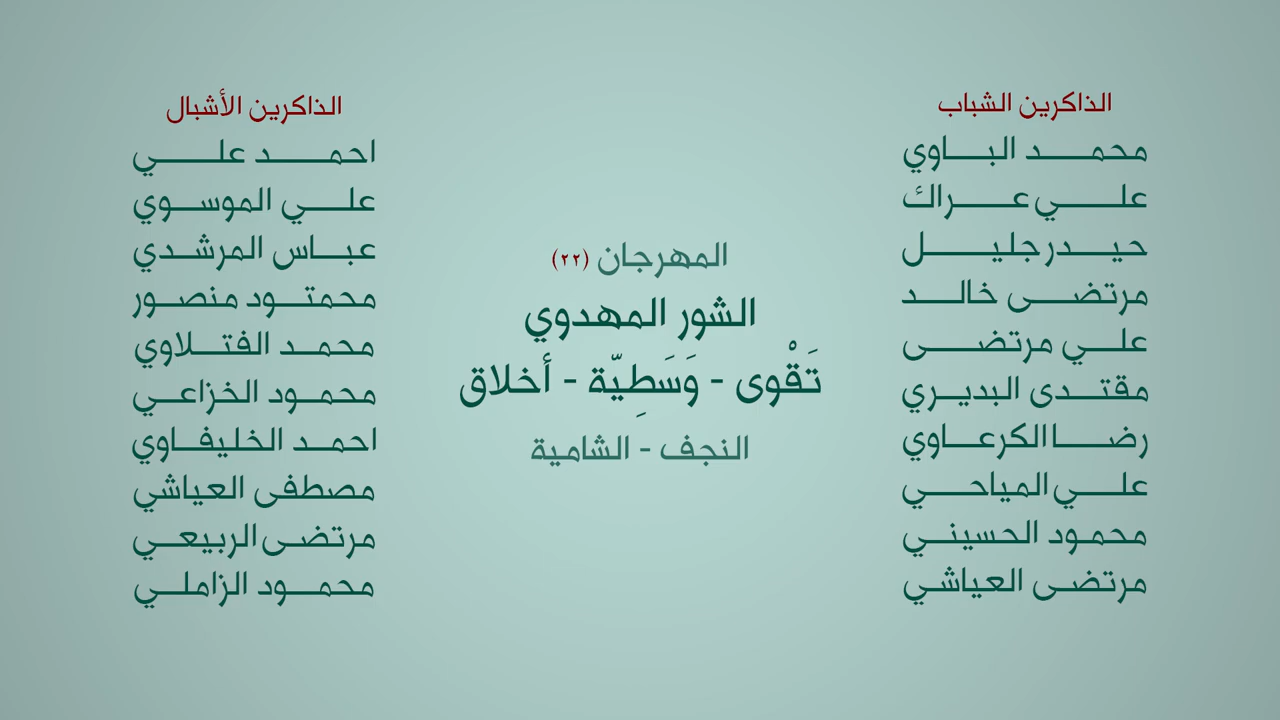 الذاكرين الشباب
محمد الباوي
علي عراك
حيدر جليل
مرتضى خالد
علي مرتضى
مقتدى البديري
رضا الكرعاوي
علي المياحي
محمود الحسيني
مرتضى العياشي
المهرجان (٢٢)
الشور المهدوي
تَقْوى - وَسَطِيّة - أخلاق
النجف - الشامية
الذاكرين الأشبال
احمد علي
علي الموسوي
عباس المرشدي
محمتود منصور
محمد الفتلاوي
محمود الخزاعي
احمد الخليفاوي
مصطفى العياشي
مرتضى الربيعي
محمود الزاملي